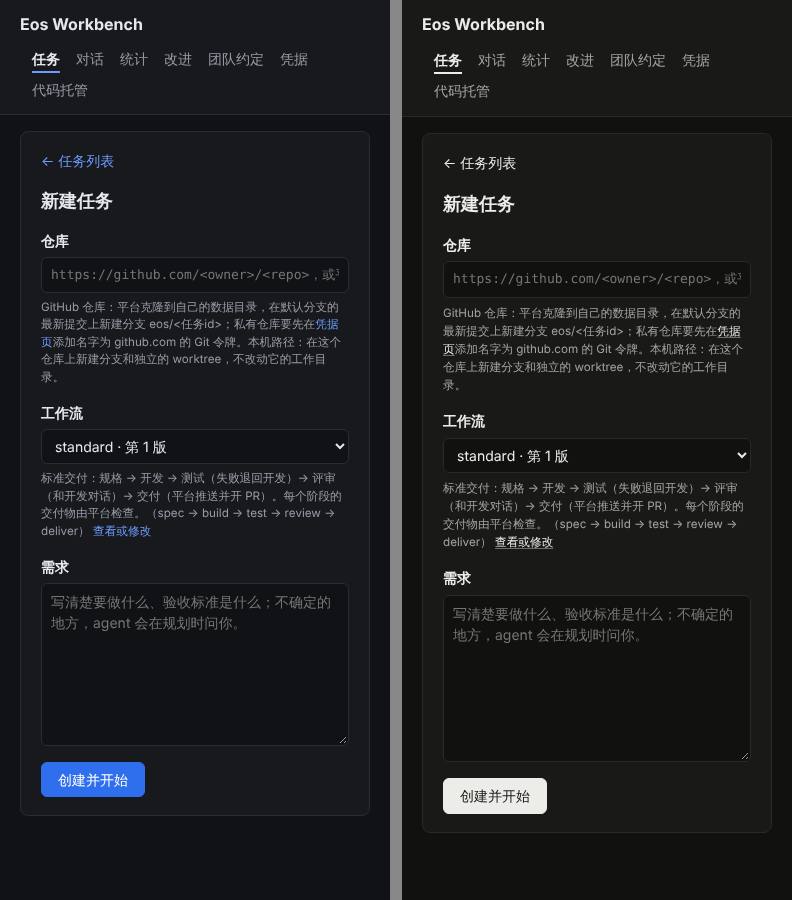 Eos Workbench
任务 对话 统计 改进 团队约定 凭据
代码托管
← 任务列表
新建任务
仓库
https://github.com/<owner>/<repo>，或
GitHub 仓库：平台克隆到自己的数据目录，在默认分支的
最新提交上新建分支 eos/<任务id>；私有仓库要先在凭据
页添加名字为 github.com 的 Git 令牌。本机路径：在这个
仓库上新建分支和独立的 worktree，不改动它的工作目
录。
工作流
standard · 第 1 版
标准交付：规格 → 开发 → 测试（失败退回开发）→ 评审
（和开发对话）→ 交付（平台推送并开 PR）。每个阶段的
交付物由平台检查。（spec → build → test → review →
deliver） 查看或修改
需求
写清楚要做什么、验收标准是什么；不确定的
地方，agent 会在规划时问你。
创建并开始
Eos Workbench
任务 对话 统计 改进 团队约定 凭据
代码托管
← 任务列表
新建任务
仓库
https://github.com/<owner>/<repo>，或
GitHub 仓库：平台克隆到自己的数据目录，在默认分支的
最新提交上新建分支 eos/<任务id>；私有仓库要先在凭据
页添加名字为 github.com 的 Git 令牌。本机路径：在这个
仓库上新建分支和独立的 worktree，不改动它的工作目
录。
工作流
standard · 第 1 版
标准交付：规格 → 开发 → 测试（失败退回开发）→ 评审
（和开发对话）→ 交付（平台推送并开 PR）。每个阶段的
交付物由平台检查。（spec → build → test → review →
deliver） 查看或修改
需求
写清楚要做什么、验收标准是什么；不确定的
地方，agent 会在规划时问你。
创建并开始